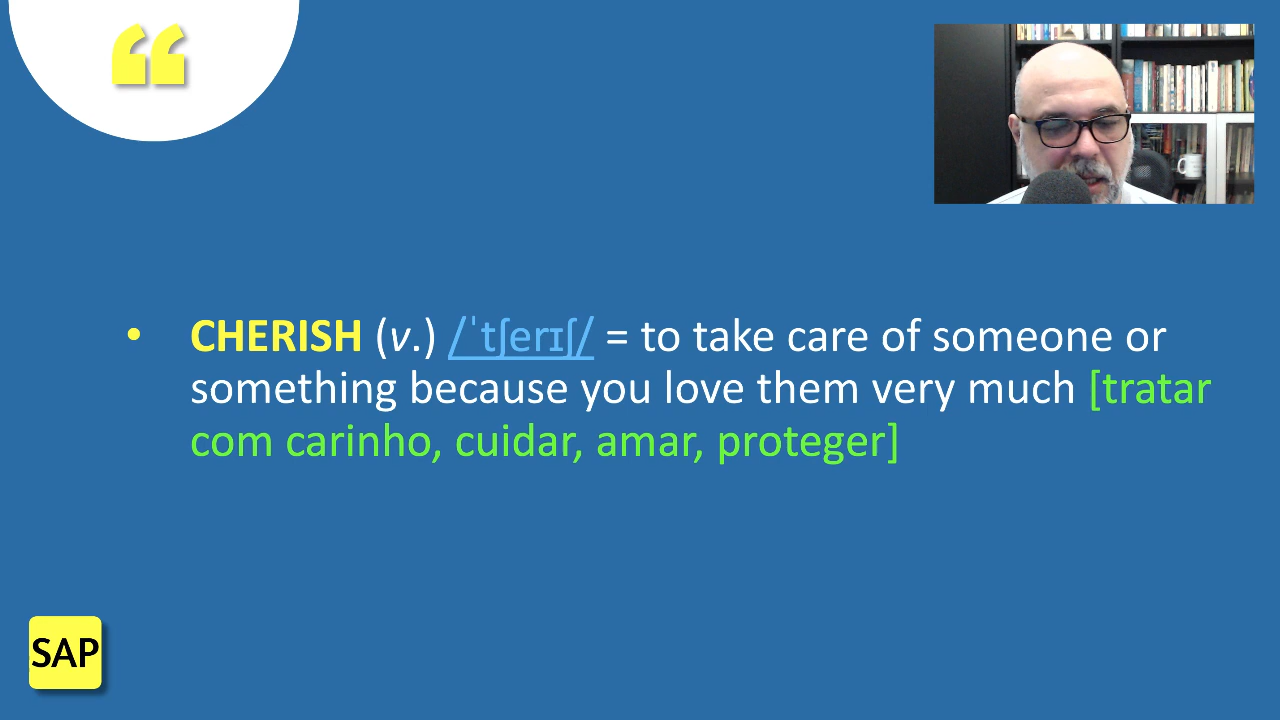 • CHERISH (v.) /ˈtʃerɪʃ/ = to take care of someone or
something because you love them very much [tratar
com carinho, cuidar, amar, proteger]
SAP